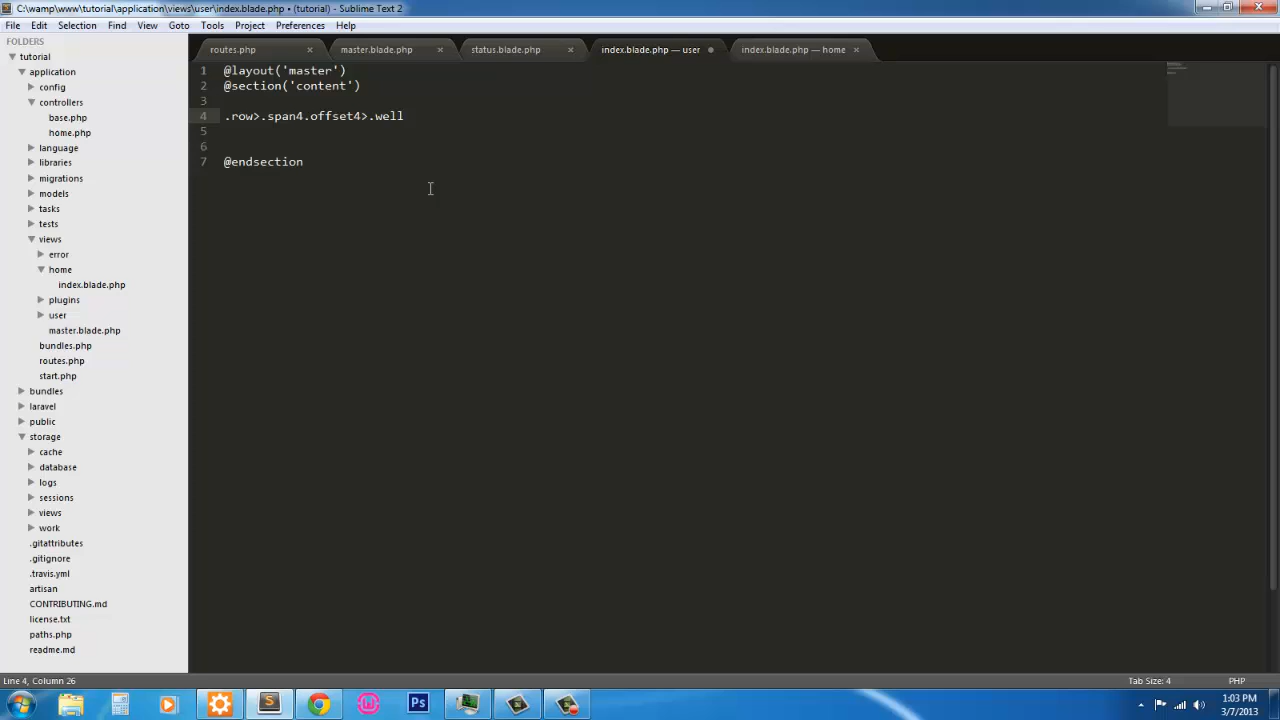 C:\wamp\www\tutorial\application\views\user\index.blade.php • (tutorial) - Sublime Text 2
File Edit Selection Find View Goto Tools Project Preferences Help
FOLDERS
tutorial
application
config
controllers
base.php
home.php
language
libraries
migrations
models
tasks
tests
views
error
home
index.blade.php
plugins
user
master.blade.php
bundles.php
routes.php
start.php
bundles
laravel
public
storage
cache
database
logs
sessions
views
work
.gitattributes
.gitignore
.travis.yml
artisan
CONTRIBUTING.md
license.txt
paths.php
readme.md
routes.php × master.blade.php × status.blade.php × index.blade.php — user • index.blade.php — home ×
1 @layout('master')
2 @section('content')
3
4 .row>.span4.offset4>.well
5
6
7 @endsection
Line 4, Column 26 Tab Size: 4 PHP
S Ps
1:03 PM
3/7/2013